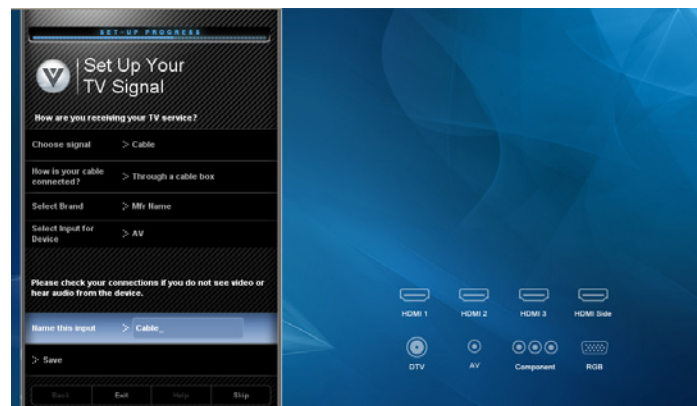 SET-UP PROGRESS
V
Set Up Your
TV Signal
How are you receiving your TV service?
Choose signal > Cable
How is your cable
connected? > Through a cable box
Select Brand > Mfr Name
Select Input for
Device > AV
Please check your connections if you do not see video or
hear audio from the device.
Name this input > Cable_
> Save
Back Exit Help Skip
HDMI 1 HDMI 2 HDMI 3 HDMI Side
DTV AV Component RGB